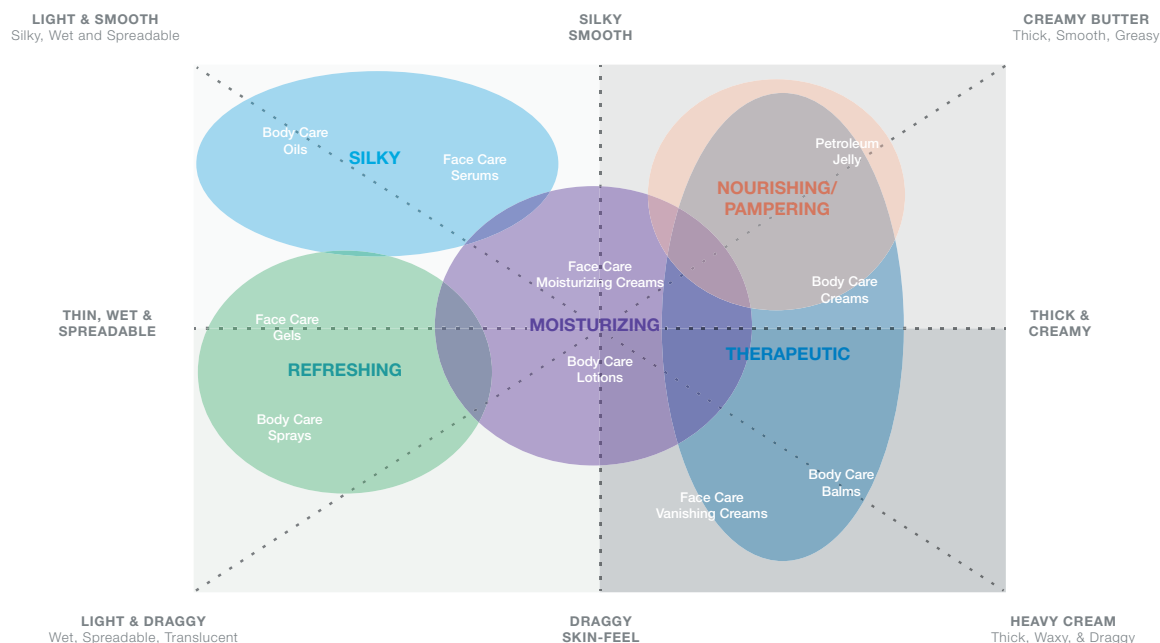 LIGHT & SMOOTH
Silky, Wet and Spreadable
SILKY
SMOOTH
CREAMY BUTTER
Thick, Smooth, Greasy
Body Care
Oils
SILKY
Face Care
Serums
Petroleum
Jelly
NOURISHING/
PAMPERING
Face Care
Moisturizing Creams
Body Care
Creams
THIN, WET &
SPREADABLE
Face Care
Gels
MOISTURIZING
THICK &
CREAMY
REFRESHING
Body Care
Lotions
THERAPEUTIC
Body Care
Sprays
Face Care
Vanishing Creams
Body Care
Balms
LIGHT & DRAGGY
Wet, Spreadable, Translucent
DRAGGY
SKIN-FEEL
HEAVY CREAM
Thick, Waxy, & Draggy